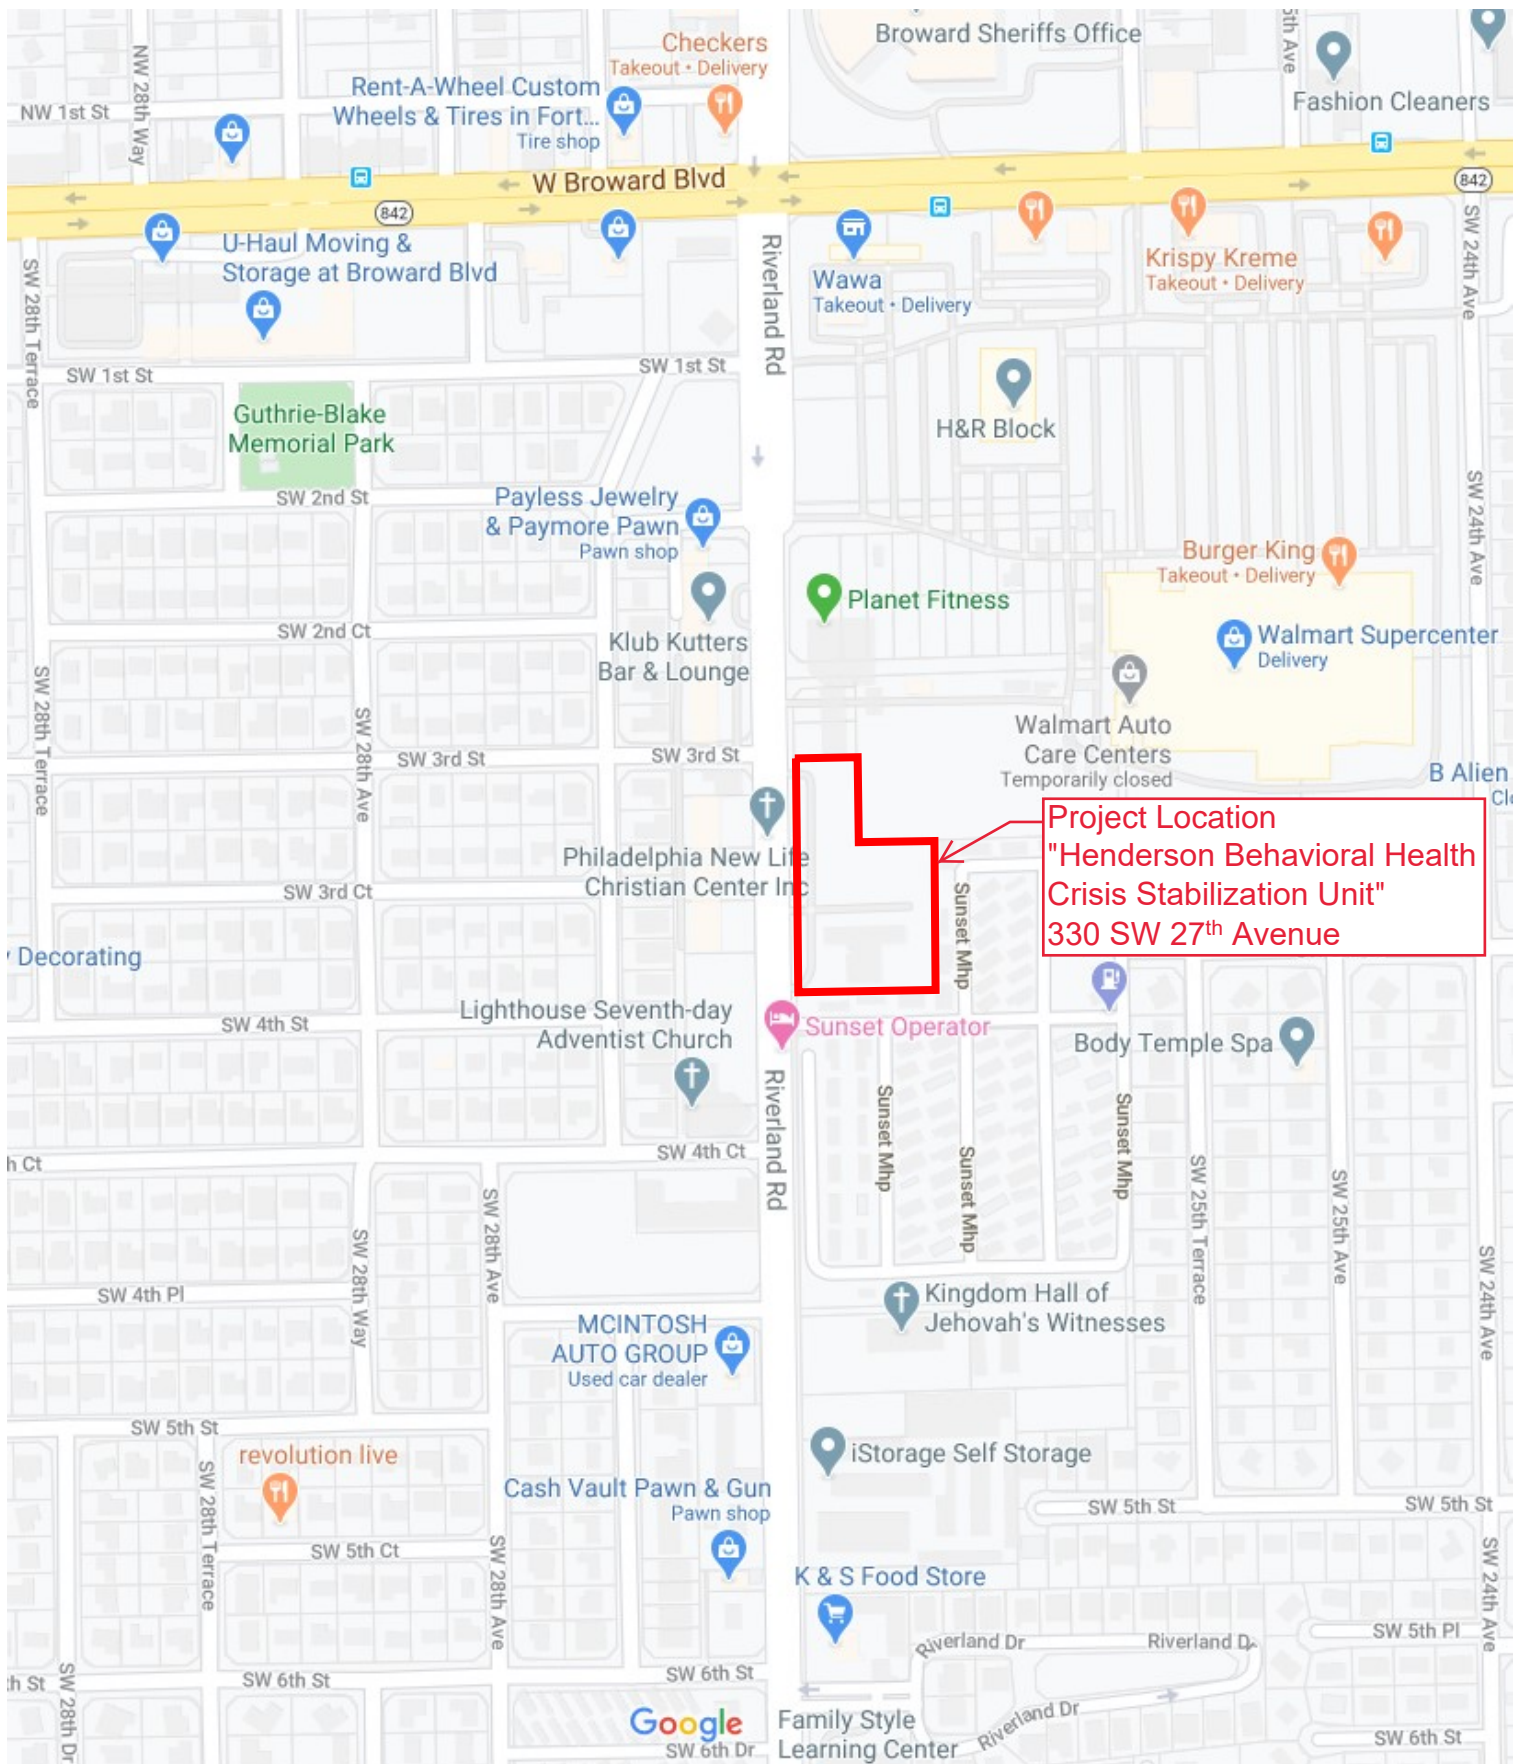 Broward Sheriffs Office
Checkers
Takeout • Delivery
Rent-A-Wheel Custom
Wheels & Tires in Fort...
Tire shop
Fashion Cleaners
NW 1st St
NW 28th Way
5th Ave
W Broward Blvd
842
842
U-Haul Moving &
Storage at Broward Blvd
Wawa
Takeout • Delivery
Krispy Kreme
Takeout • Delivery
SW 24th Ave
SW 28th Terrace
Riverland Rd
SW 1st St
SW 1st St
Guthrie-Blake
Memorial Park
H&R Block
SW 2nd St
Payless Jewelry
& Paymore Pawn
Pawn shop
SW 24th Ave
Burger King
Takeout • Delivery
Planet Fitness
SW 2nd Ct
Klub Kutters
Bar & Lounge
Walmart Supercenter
Delivery
SW 28th Terrace
SW 28th Ave
Walmart Auto
Care Centers
Temporarily closed
SW 3rd St
SW 3rd St
B Alien
Clo
Project Location
"Henderson Behavioral Health
Crisis Stabilization Unit"
330 SW 27th Avenue
Philadelphia New Life
Christian Center Inc
SW 3rd Ct
Sunset Mhp
Decorating
Lighthouse Seventh-day
Adventist Church
SW 4th St
Sunset Operator
Body Temple Spa
Riverland Rd
Sunset Mhp
Sunset Mhp
Sunset Mhp
SW 4th Ct
h Ct
SW 28th Ave
SW 28th Way
SW 25th Terrace
SW 25th Ave
SW 24th Ave
SW 4th Pl
Kingdom Hall of
Jehovah's Witnesses
MCINTOSH
AUTO GROUP
Used car dealer
SW 5th St
revolution live
iStorage Self Storage
Cash Vault Pawn & Gun
Pawn shop
SW 5th St
SW 5th St
SW 28th Terrace
SW 5th Ct
SW 28th Ave
SW 24th Ave
K & S Food Store
Riverland Dr
Riverland Dr
SW 5th Pl
SW 6th St
SW 6th St
th St
SW 28th Dr
Riverland Dr
Google
SW 6th Dr
Family Style
Learning Center
SW 6th St